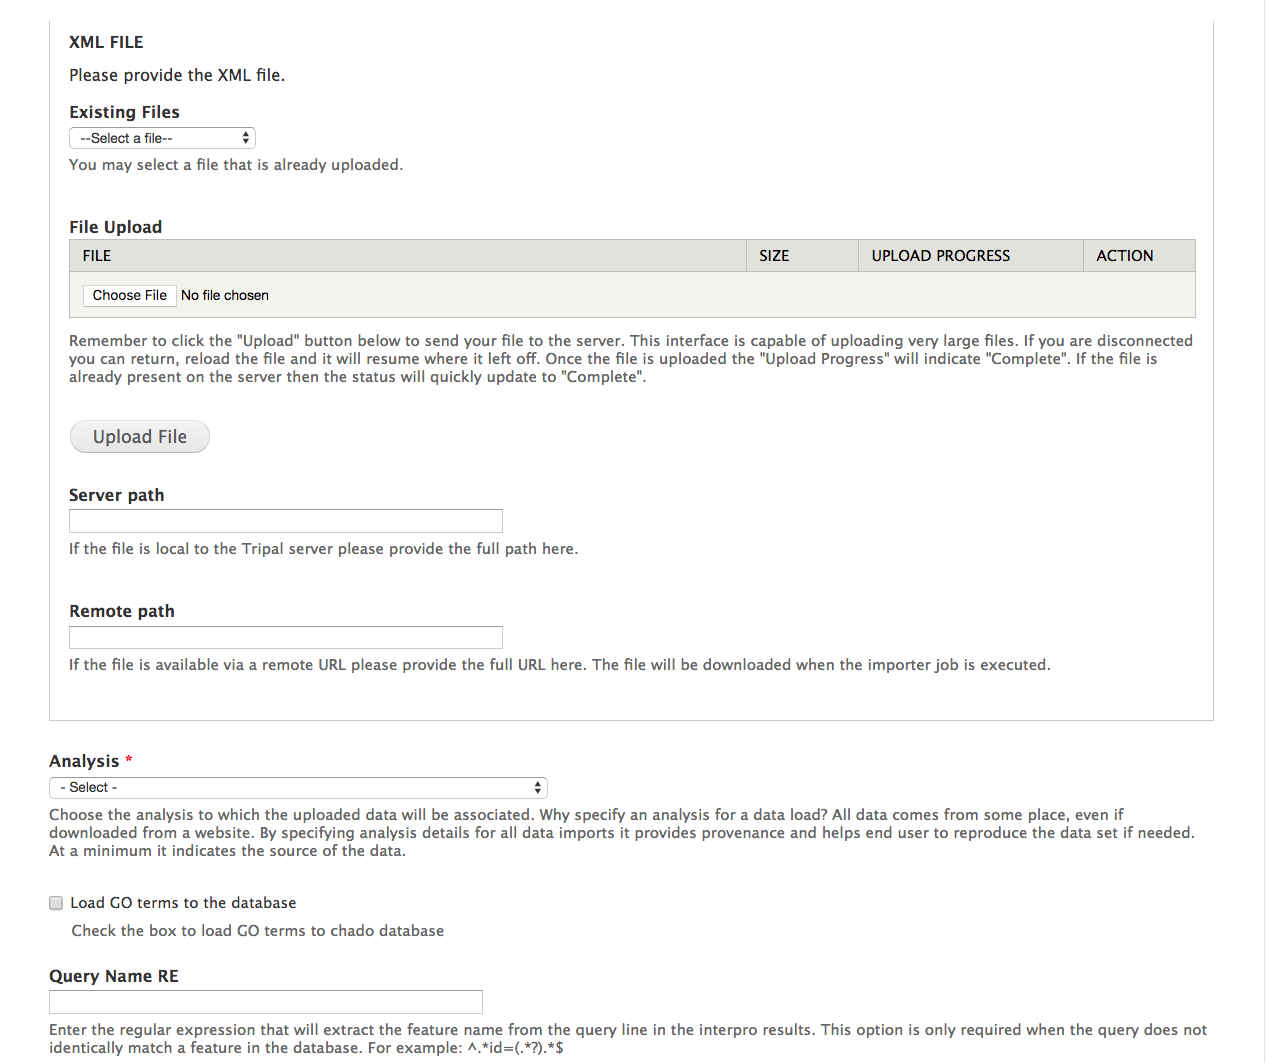 XML FILE
Please provide the XML file.
Existing Files
--Select a file--
You may select a file that is already uploaded.
File Upload
FILE SIZE UPLOAD PROGRESS ACTION
Choose File No file chosen
Remember to click the "Upload" button below to send your file to the server. This interface is capable of uploading very large files. If you are disconnected
you can return, reload the file and it will resume where it left off. Once the file is uploaded the "Upload Progress" will indicate "Complete". If the file is
already present on the server then the status will quickly update to "Complete".
Upload File
Server path
If the file is local to the Tripal server please provide the full path here.
Remote path
If the file is available via a remote URL please provide the full URL here. The file will be downloaded when the importer job is executed.
Analysis *
- Select -
Choose the analysis to which the uploaded data will be associated. Why specify an analysis for a data load? All data comes from some place, even if
downloaded from a website. By specifying analysis details for all data imports it provides provenance and helps end user to reproduce the data set if needed.
At a minimum it indicates the source of the data.
Load GO terms to the database
Check the box to load GO terms to chado database
Query Name RE
Enter the regular expression that will extract the feature name from the query line in the interpro results. This option is only required when the query does not
identically match a feature in the database. For example: ^.*id=(.*?).*$